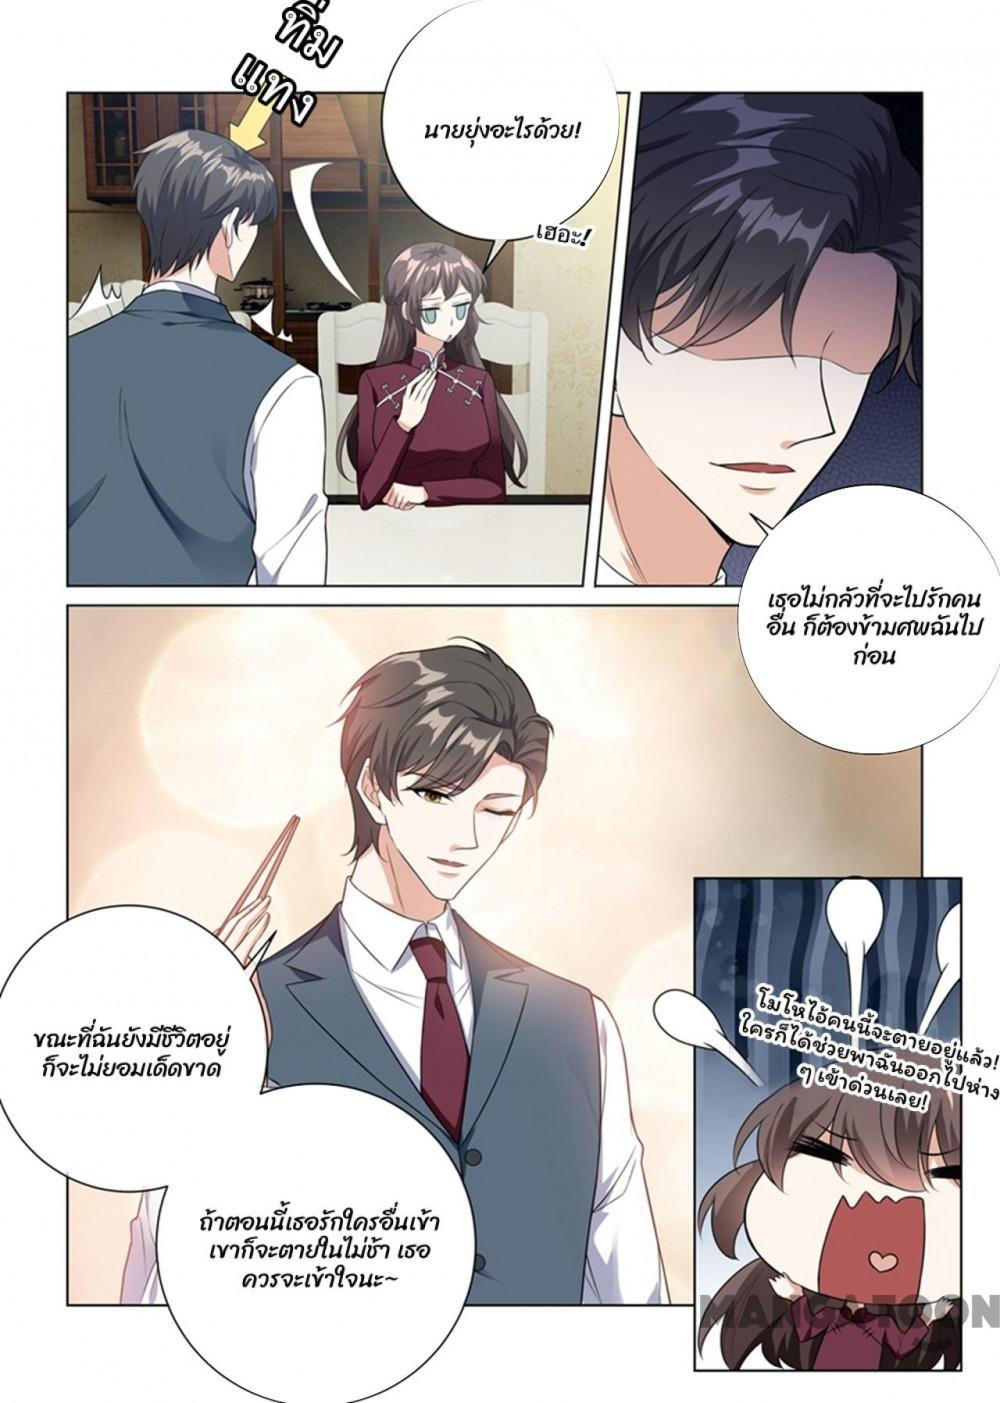 ทิ่ม
แทง
นายยุ่งอะไรด้วย!
เฮอะ!
เธอไม่กลัวที่จะไปรักคน
อื่น ก็ต้องข้ามศพฉันไป
ก่อน
ขณะที่ฉันยังมีชีวิตอยู่
ก็จะไม่ยอมเด็ดขาด
ถ้าตอนนี้เธอรักใครอื่นเข้า
เขาก็จะตายในไม่ช้า เธอ
ควรจะเข้าใจนะ~
โมโหไอ้คนนี้จะตายอยู่แล้ว!
ใครก็ได้ช่วยพาฉันออกไปห่าง
ๆ เข้าด่วนเลย!
MANGATOON